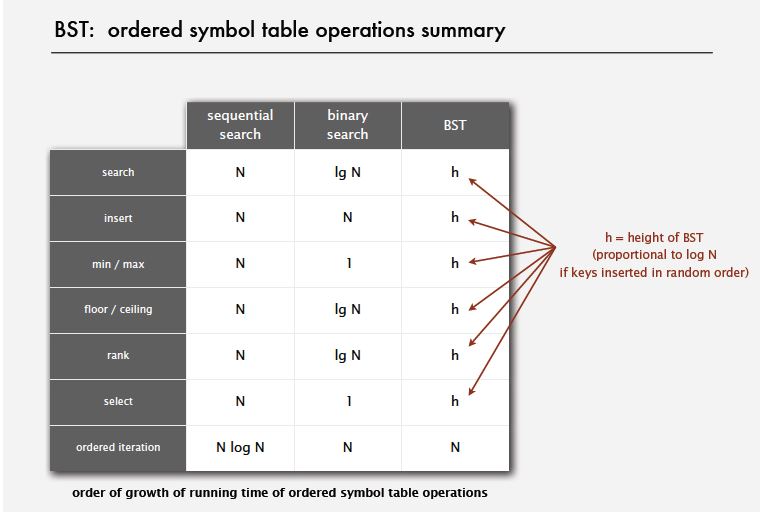 BST: ordered symbol table operations summary
sequential search binary search BST
search N lg N h
insert N N h
min / max N 1 h
floor / ceiling N lg N h
rank N lg N h
select N 1 h
ordered iteration N log N N N
h = height of BST
(proportional to log N
if keys inserted in random order)
order of growth of running time of ordered symbol table operations